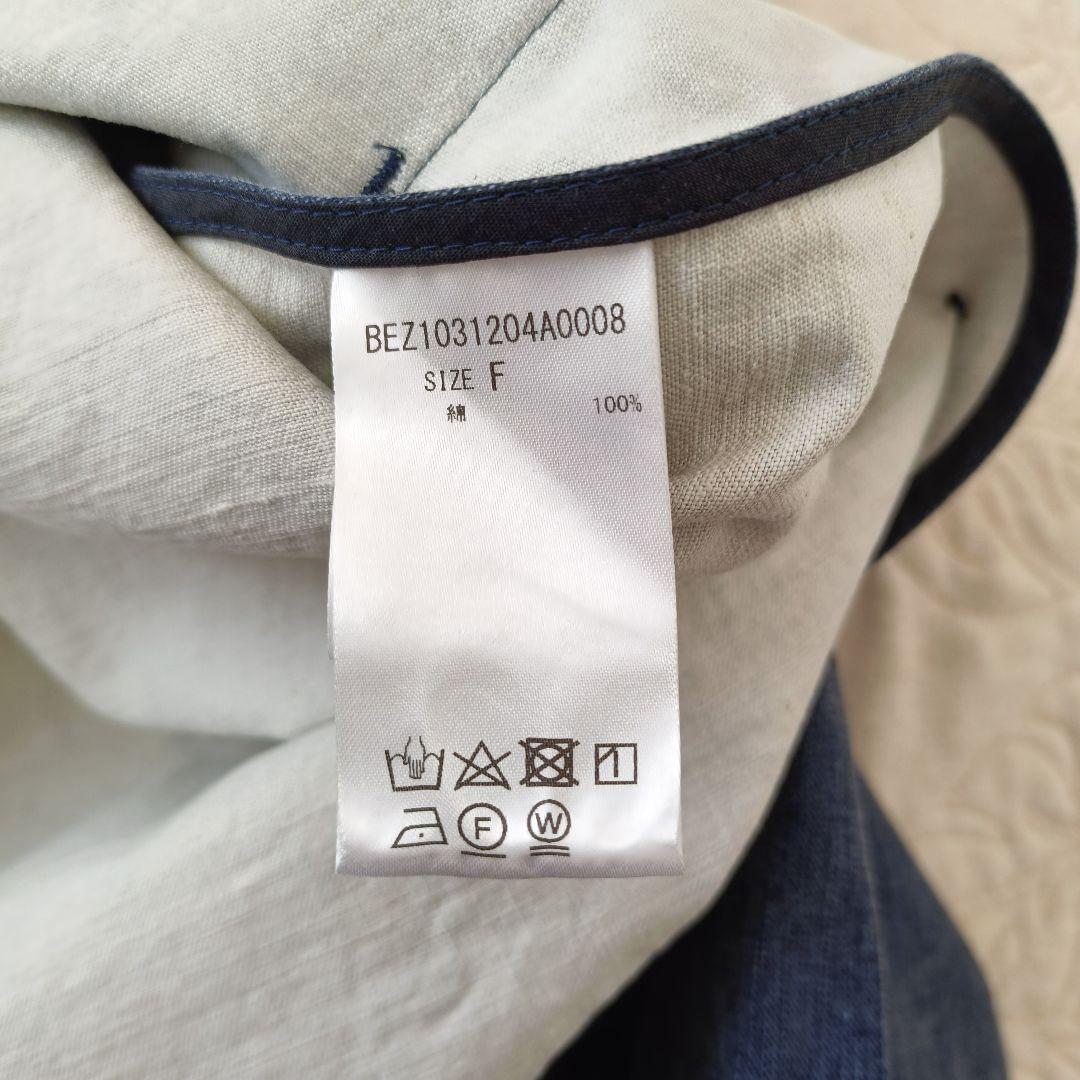 BEZ1031204A0008
SIZE F
綿 100%
F W